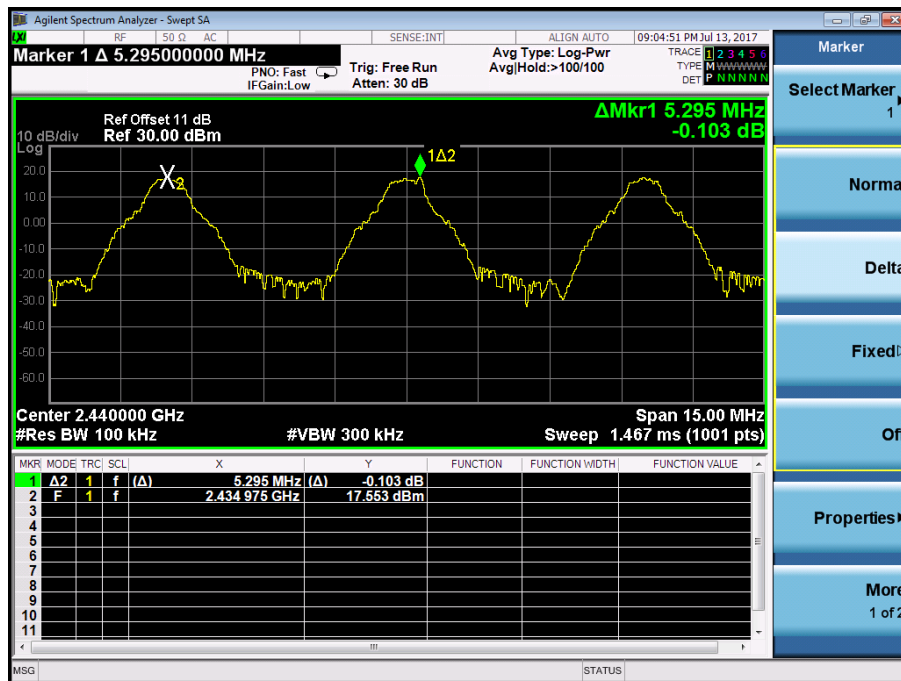 Agilent Spectrum Analyzer - Swept SA
LXI RF 50 Ω AC SENSE:INT ALIGN AUTO 09:04:51 PM Jul 13, 2017
Marker 1 Δ 5.295000000 MHz
PNO: Fast
IFGain:Low
Trig: Free Run
Atten: 30 dB
Avg Type: Log-Pwr
Avg|Hold:>100/100
TRACE 1 2 3 4 5 6
TYPE M W W W W W
DET P N N N N N
ΔMkr1 5.295 MHz
-0.103 dB
Ref Offset 11 dB
Ref 30.00 dBm
10 dB/div
Log
20.0
10.0
0.00
-10.0
-20.0
-30.0
-40.0
-50.0
-60.0
2
1Δ2
Center 2.440000 GHz Span 15.00 MHz
#Res BW 100 kHz #VBW 300 kHz Sweep 1.467 ms (1001 pts)
MKR MODE TRC SCL X Y FUNCTION FUNCTION WIDTH FUNCTION VALUE
1 Δ2 1 f (Δ) 5.295 MHz (Δ) -0.103 dB
2 F 1 f 2.434 975 GHz 17.553 dBm
3
4
5
6
7
8
9
10
11
MSG STATUS
Marker
Select Marker
1
Norma
Delta
Fixed
Of
Properties
More
1 of 2